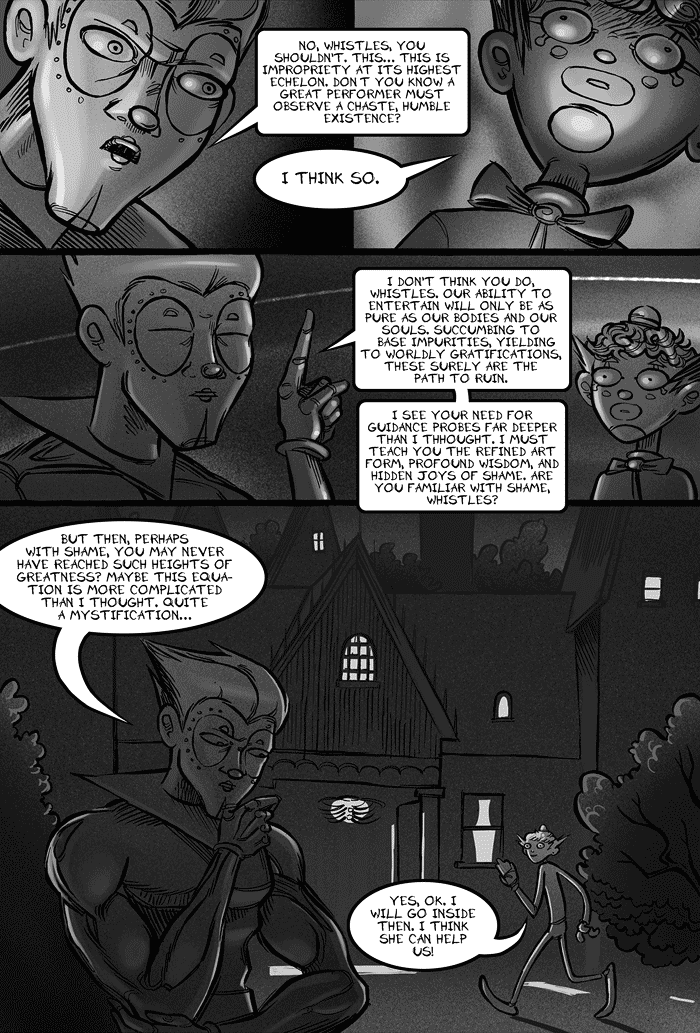 NO, WHISTLES, YOU
SHOULDN'T. THIS... THIS IS
IMPROPRIETY AT ITS HIGHEST
ECHELON. DON'T YOU KNOW A
GREAT PERFORMER MUST
OBSERVE A CHASTE, HUMBLE
EXISTENCE?
I THINK SO.
I DON'T THINK YOU DO,
WHISTLES. OUR ABILITY TO
ENTERTAIN WILL ONLY BE AS
PURE AS OUR BODIES AND OUR
SOULS. SUCCUMBING TO
BASE IMPURITIES, YIELDING
TO WORLDLY GRATIFICATIONS,
THESE SURELY ARE THE
PATH TO RUIN.
I SEE YOUR NEED FOR
GUIDANCE PROBES FAR DEEPER
THAN I THHOUGHT. I MUST
TEACH YOU THE REFINED ART
FORM, PROFOUND WISDOM, AND
HIDDEN JOYS OF SHAME. ARE
YOU FAMILIAR WITH SHAME,
WHISTLES?
BUT THEN, PERHAPS
WITH SHAME, YOU MAY NEVER
HAVE REACHED SUCH HEIGHTS OF
GREATNESS? MAYBE THIS EQUA-
TION IS MORE COMPLICATED
THAN I THOUGHT. QUITE
A MYSTIFICATION...
YES, OK. I
WILL GO INSIDE
THEN. I THINK
SHE CAN HELP
US!